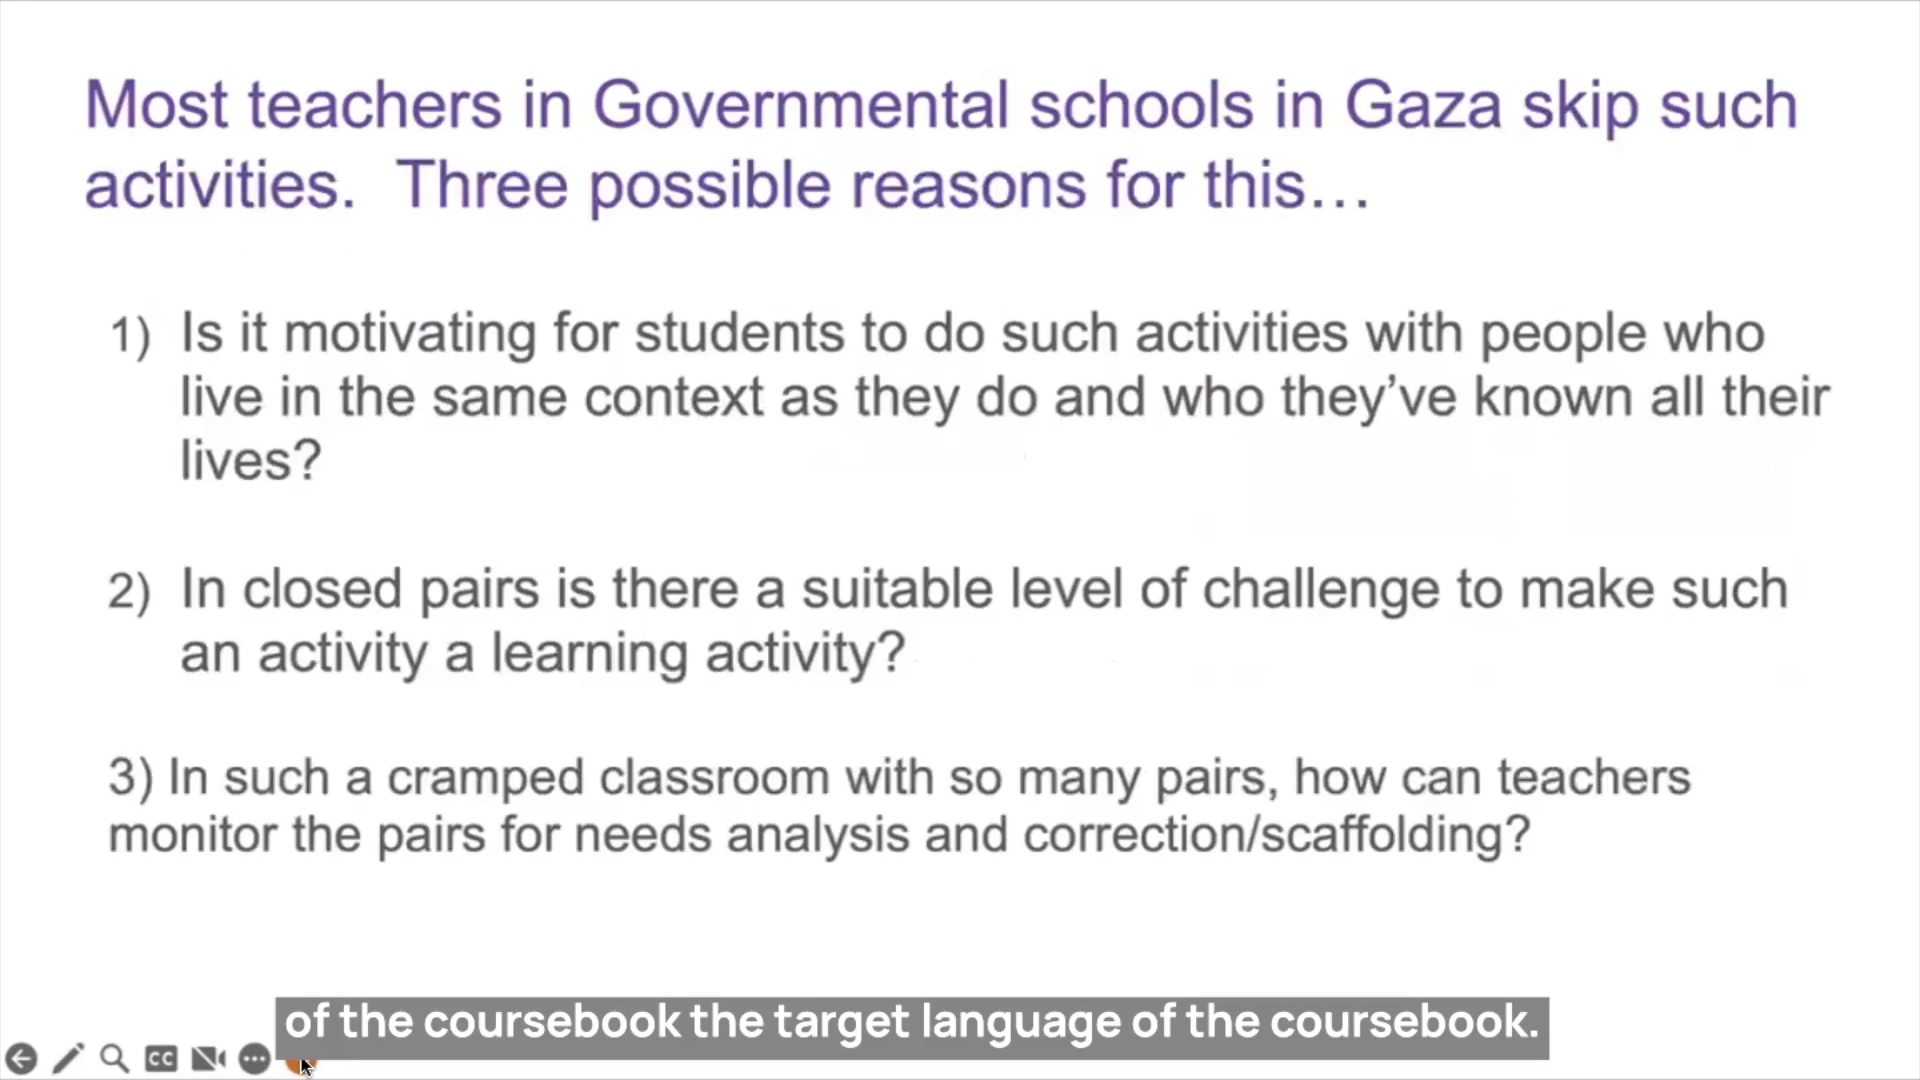 Most teachers in Governmental schools in Gaza skip such
activities.  Three possible reasons for this…
1) Is it motivating for students to do such activities with people who
live in the same context as they do and who they’ve known all their
lives?
2) In closed pairs is there a suitable level of challenge to make such
an activity a learning activity?
3) In such a cramped classroom with so many pairs, how can teachers
monitor the pairs for needs analysis and correction/scaffolding?
of the coursebook the target language of the coursebook.
CC